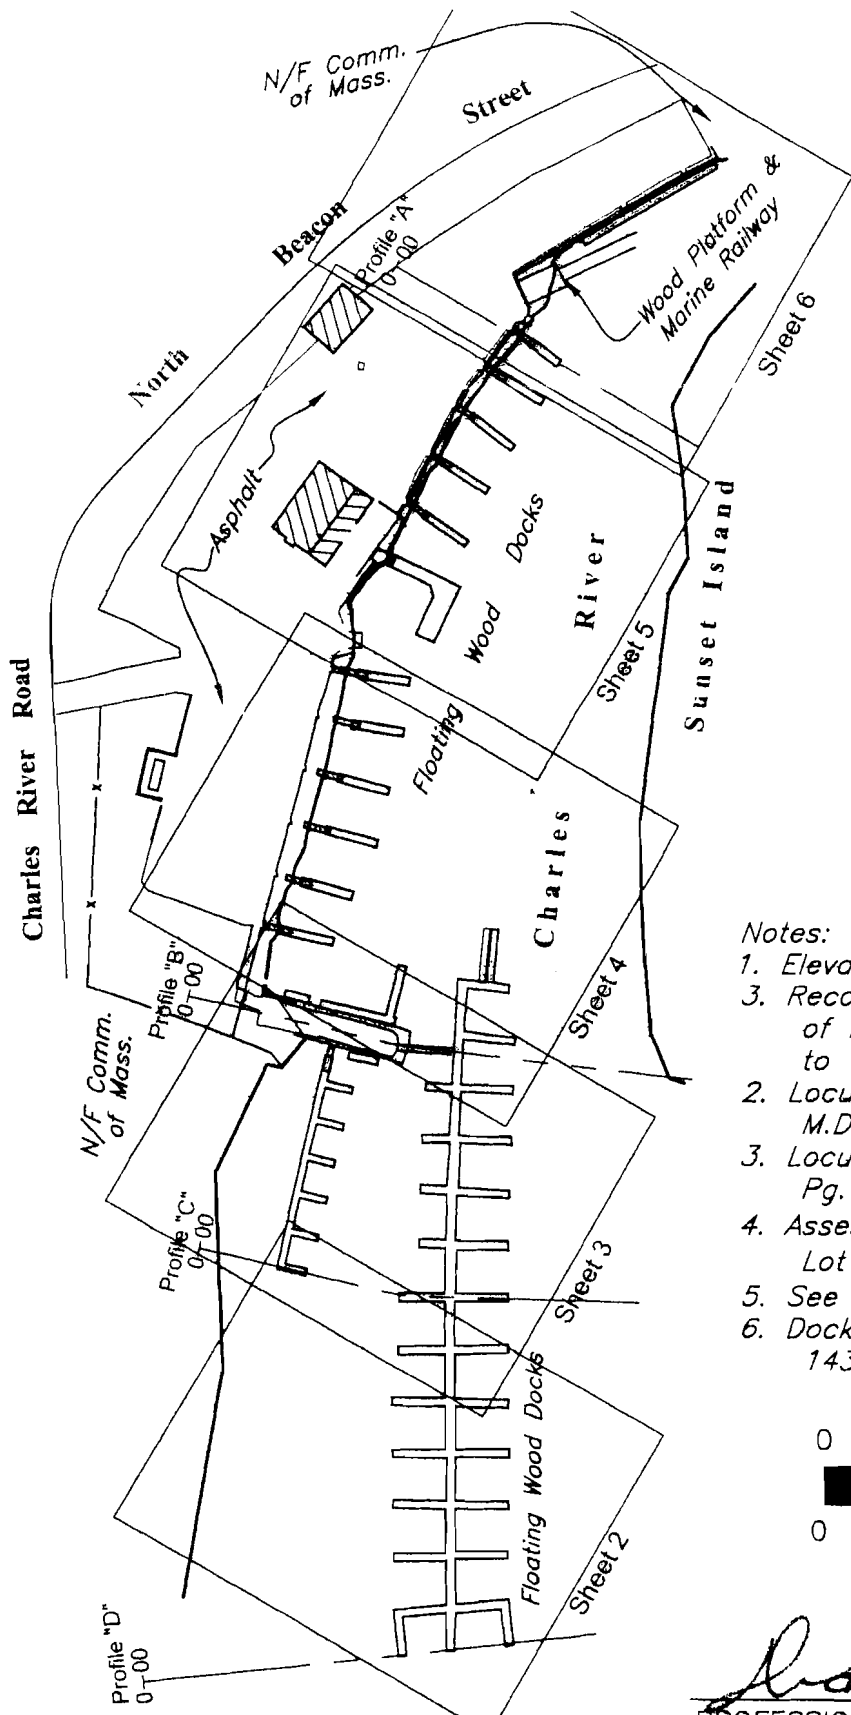 N/F Comm.
of Mass.
Street
Beacon
North
Profile "A"
0-00
Wood Platform &
Marine Railway
Sheet 6
Asphalt
Floating Wood Docks
Sheet 5
Sunset Island
Charles River
Charles River Road
Sheet 4
Profile "B"
0-00
N/F Comm.
of Mass.
Profile "C"
0-00
Sheet 3
Floating Wood Docks
Sheet 2
Profile "D"
0-00
Notes:
1. Eleva
3. Reco
of
to
2. Locu
M.D
3. Locu
Pg.
4. Asse
Lot
5. See
6. Dock
143
0
0